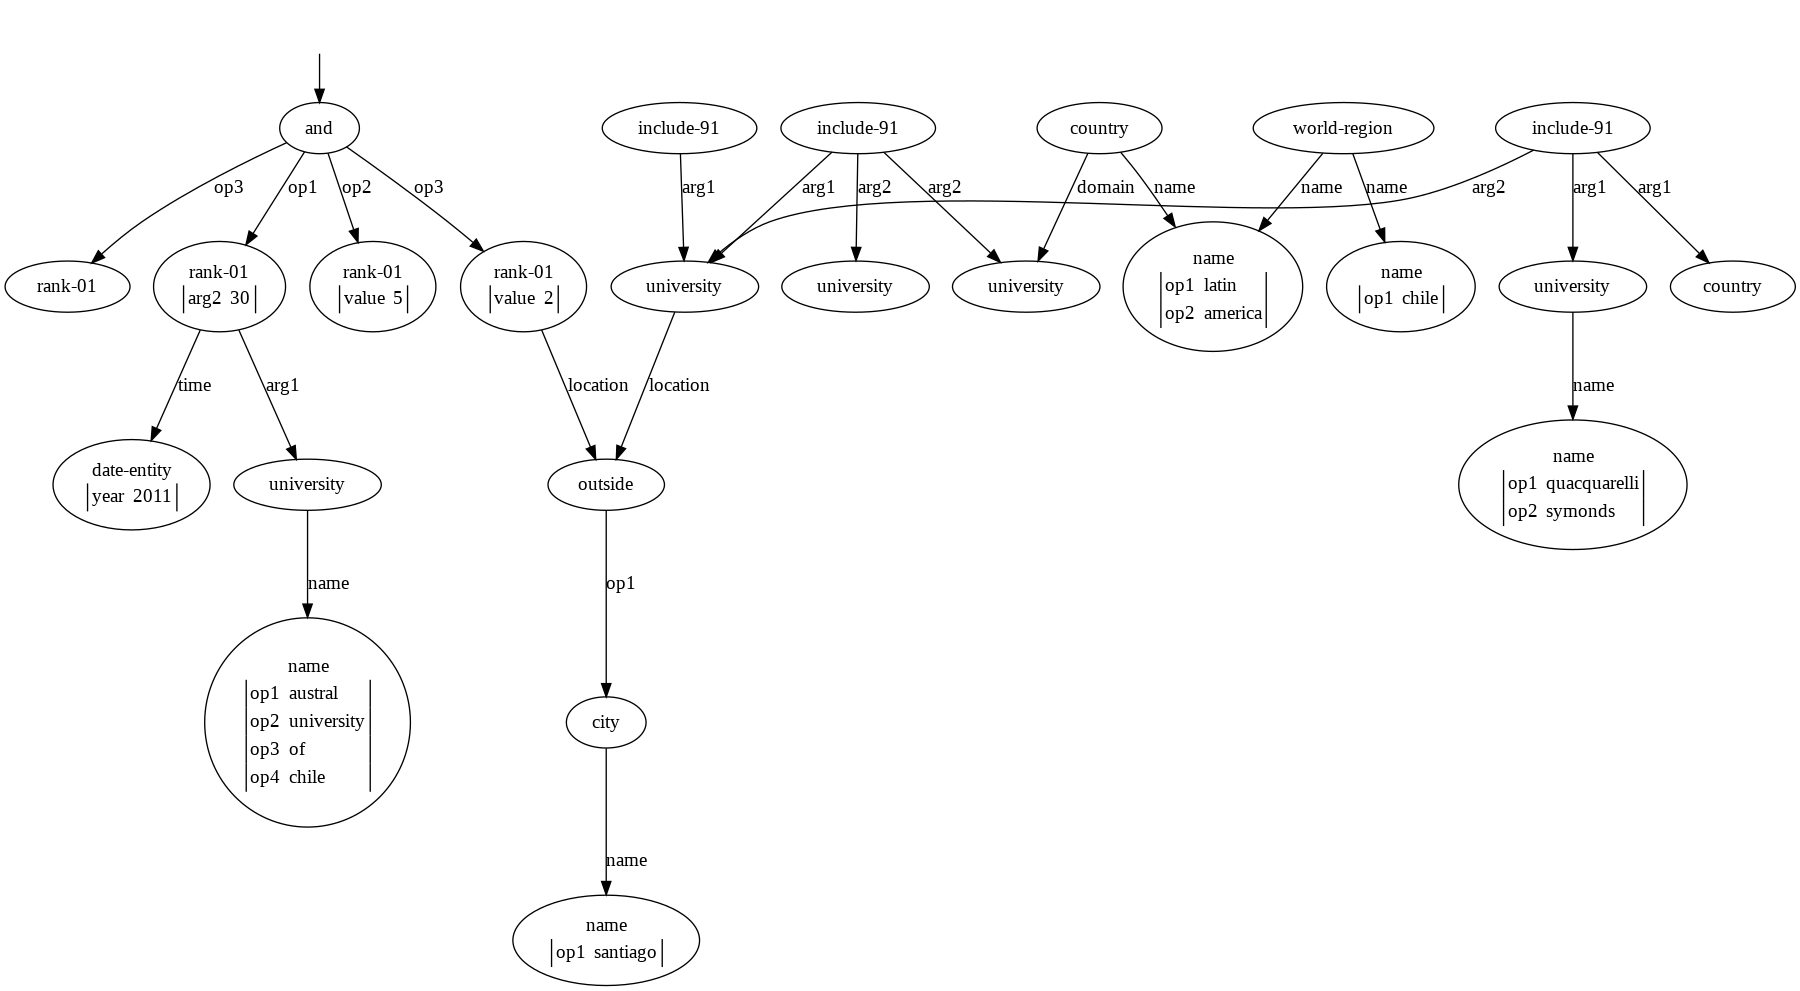 and
include-91
include-91
country
world-region
include-91
op3
op1
op2
op3
arg1
arg1
arg2
arg2
domain
name
name
name
arg2
arg1
arg1
rank-01
rank-01
arg2 30
rank-01
value 5
rank-01
value 2
university
university
university
name
op1 latin
op2 america
name
op1 chile
university
country
time
arg1
location
location
name
date-entity
year 2011
university
outside
name
op1 quacquarelli
op2 symonds
name
op1
name
op1 austral
op2 university
op3 of
op4 chile
city
name
name
op1 santiago